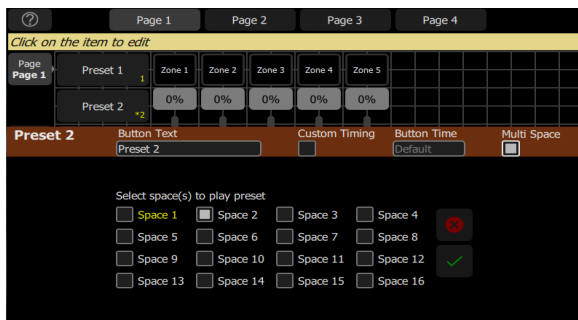 ?
Page 1 Page 2 Page 3 Page 4
Click on the item to edit
Page
Page 1
Preset 1 1 Zone 1 Zone 2 Zone 3 Zone 4 Zone 5
Preset 2 *2 0% 0% 0% 0% 0%
Preset 2 Button Text Custom Timing Button Time Multi Space
Preset 2 Default
Select space(s) to play preset
Space 1 Space 2 Space 3 Space 4
Space 5 Space 6 Space 7 Space 8
Space 9 Space 10 Space 11 Space 12
Space 13 Space 14 Space 15 Space 16